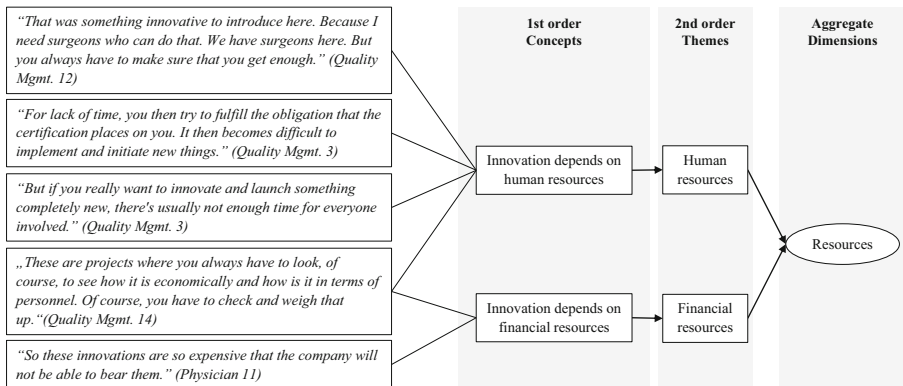 “That was something innovative to introduce here. Because I
need surgeons who can do that. We have surgeons here. But
you always have to make sure that you get enough.” (Quality
Mgmt. 12)
“For lack of time, you then try to fulfill the obligation that the
certification places on you. It then becomes difficult to
implement and initiate new things.” (Quality Mgmt. 3)
“But if you really want to innovate and launch something
completely new, there's usually not enough time for everyone
involved.” (Quality Mgmt. 3)
„These are projects where you always have to look, of
course, to see how it is economically and how is it in terms of
personnel. Of course, you have to check and weigh that
up.“(Quality Mgmt. 14)
“So these innovations are so expensive that the company will
not be able to bear them.” (Physician 11)
1st order
Concepts
Innovation depends on
human resources
Innovation depends on
financial resources
2nd order
Themes
Human
resources
Financial
resources
Aggregate
Dimensions
Resources